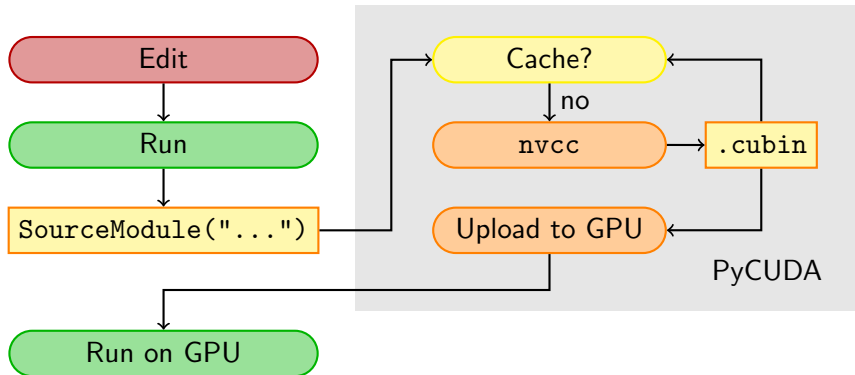 Edit
Run
SourceModule("...")
Cache?
no
nvcc
.cubin
Upload to GPU
PyCUDA
Run on GPU